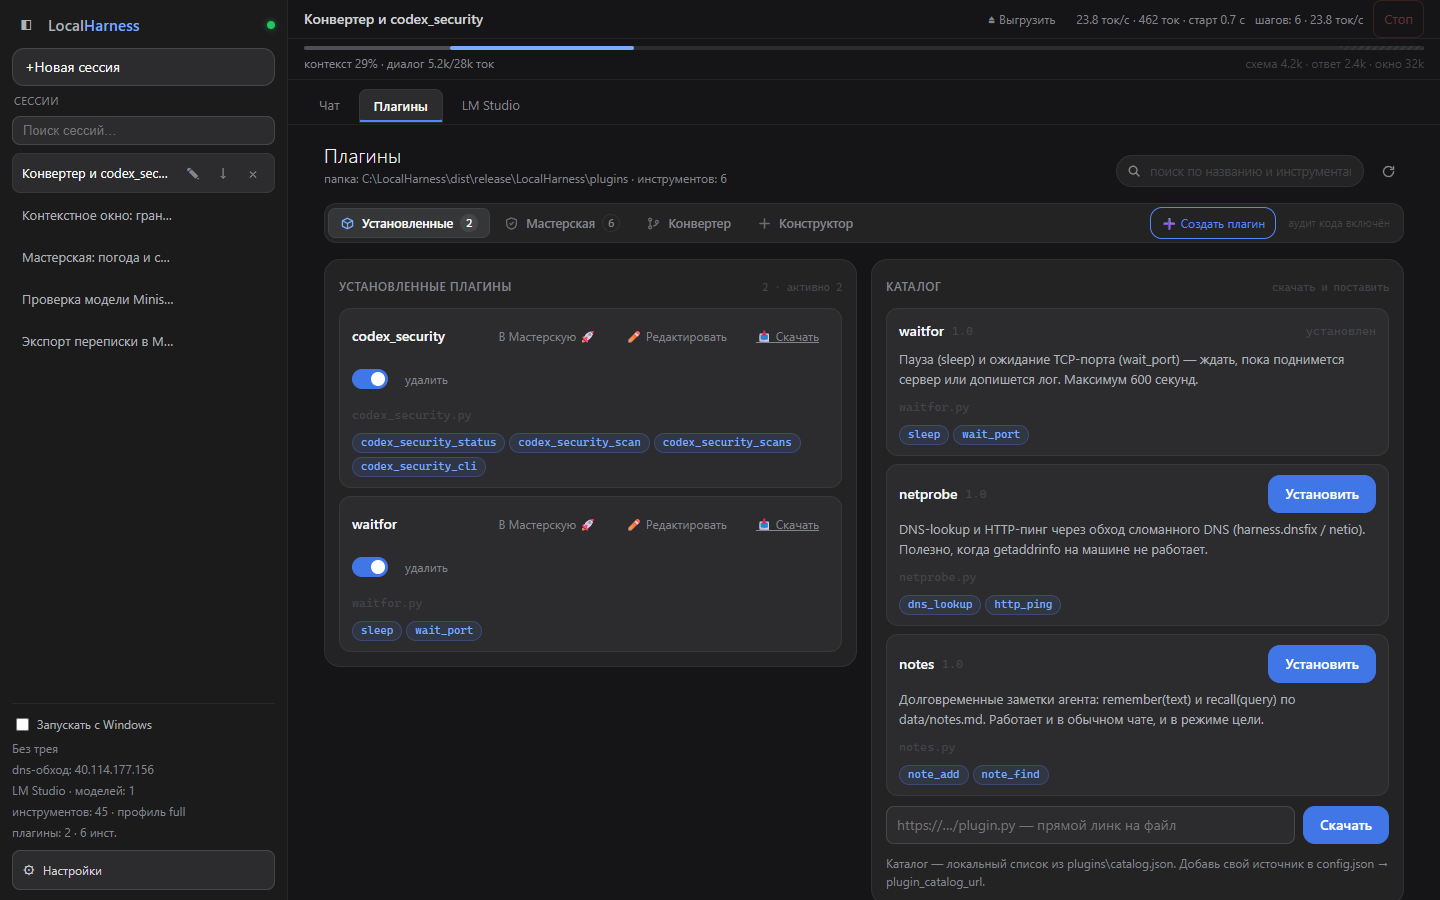 LocalHarness
+Новая сессия
СЕССИИ
Поиск сессий...
Конвертер и codex_sec...
Контекстное окно: гран...
Мастерская: погода и с...
Проверка модели Minis...
Экспорт переписки в М...
Запускать с Windows
Без трея
dns-обход: 40.114.177.156
LM Studio · моделей: 1
инструментов: 45 · профиль full
плагины: 2 · 6 инст.
Настройки
Конвертер и codex_security
Выгрузить
23.8 ток/с · 462 ток · старт 0.7 с
шагов: 6 · 23.8 ток/с
Стоп
контекст 29% · диалог 5.2k/28k ток
схема 4.2k · ответ 2.4k · окно 32k
Чат
Плагины
LM Studio
Плагины
папка: C:\LocalHarness\dist\release\LocalHarness\plugins · инструментов: 6
поиск по названию и инструментам
Установленные 2
Мастерская 6
Конвертер
Конструктор
Создать плагин
аудит кода включён
УСТАНОВЛЕННЫЕ ПЛАГИНЫ
2 · активно 2
codex_security
В Мастерскую
Редактировать
Скачать
удалить
codex_security.py
codex_security_status
codex_security_scan
codex_security_scans
codex_security_cli
waitfor
В Мастерскую
Редактировать
Скачать
удалить
waitfor.py
sleep
wait_port
КАТАЛОГ
скачать и поставить
waitfor 1.0
установлен
Пауза (sleep) и ожидание TCP-порта (wait_port) — ждать, пока поднимется
сервер или допишется лог. Максимум 600 секунд.
waitfor.py
sleep
wait_port
netprobe 1.0
Установить
DNS-lookup и HTTP-пинг через обход сломанного DNS (harness.dnsfix / netio).
Полезно, когда getaddrinfo на машине не работает.
netprobe.py
dns_lookup
http_ping
notes 1.0
Установить
Долговременные заметки агента: remember(text) и recall(query) по
data/notes.md. Работает и в обычном чате, и в режиме цели.
notes.py
note_add
note_find
https://.../plugin.py — прямой линк на файл
Скачать
Каталог — локальный список из plugins\catalog.json. Добавь свой источник в config.json →
plugin_catalog_url.